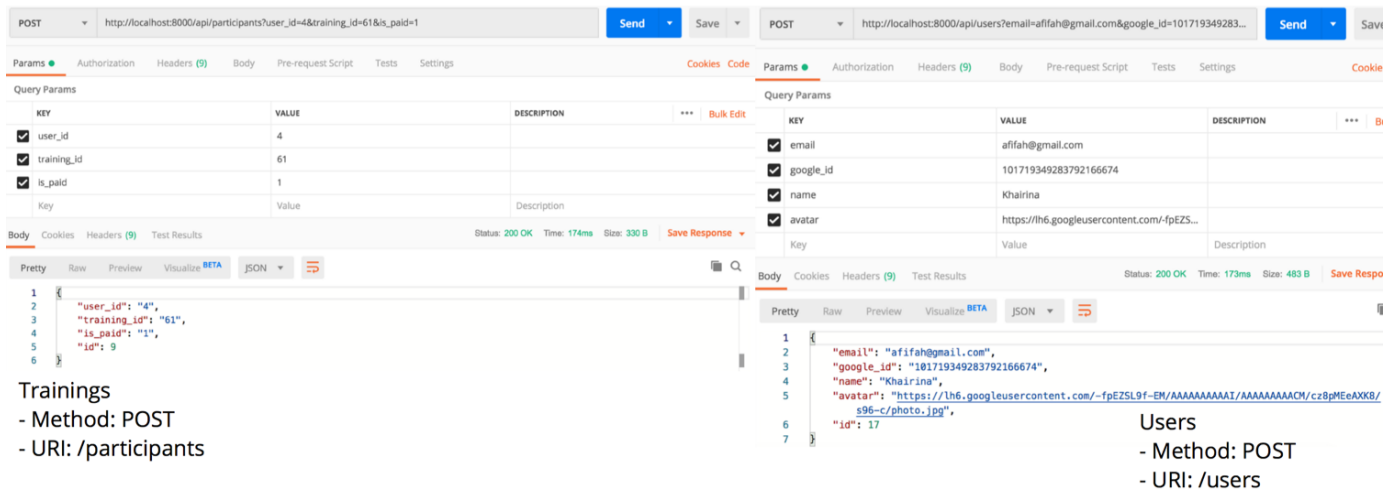 POST http://localhost:8000/api/participants?user_id=4&training_id=61&is_paid=1 Send Save
Params Authorization Headers (9) Body Pre-request Script Tests Settings Cookies Code
Query Params
KEY VALUE DESCRIPTION ••• Bulk Edit
user_id 4
training_id 61
is_paid 1
Key Value Description
Body Cookies Headers (9) Test Results Status: 200 OK Time: 174ms Size: 330 B Save Response
Pretty Raw Preview Visualize BETA JSON
1 {
2 "user_id": "4",
3 "training_id": "61",
4 "is_paid": "1",
5 "id": 9
6 }
Trainings
- Method: POST
- URI: /participants
POST http://localhost:8000/api/users?email=afifah@gmail.com&google_id=101719349283... Send Save
Params Authorization Headers (9) Body Pre-request Script Tests Settings Cookie
Query Params
KEY VALUE DESCRIPTION ••• Bu
email afifah@gmail.com
google_id 101719349283792166674
name Khairina
avatar https://lh6.googleusercontent.com/-fpEZS...
Key Value Description
Body Cookies Headers (9) Test Results Status: 200 OK Time: 173ms Size: 483 B Save Respo
Pretty Raw Preview Visualize BETA JSON
1 {
2 "email": "afifah@gmail.com",
3 "google_id": "101719349283792166674",
4 "name": "Khairina",
5 "avatar": "https://lh6.googleusercontent.com/-fpEZSL9f-EM/AAAAAAAAAAI/AAAAAAAAACM/cz8pMEeAXK8/
s96-c/photo.jpg",
6 "id": 17
7 }
Users
- Method: POST
- URI: /users